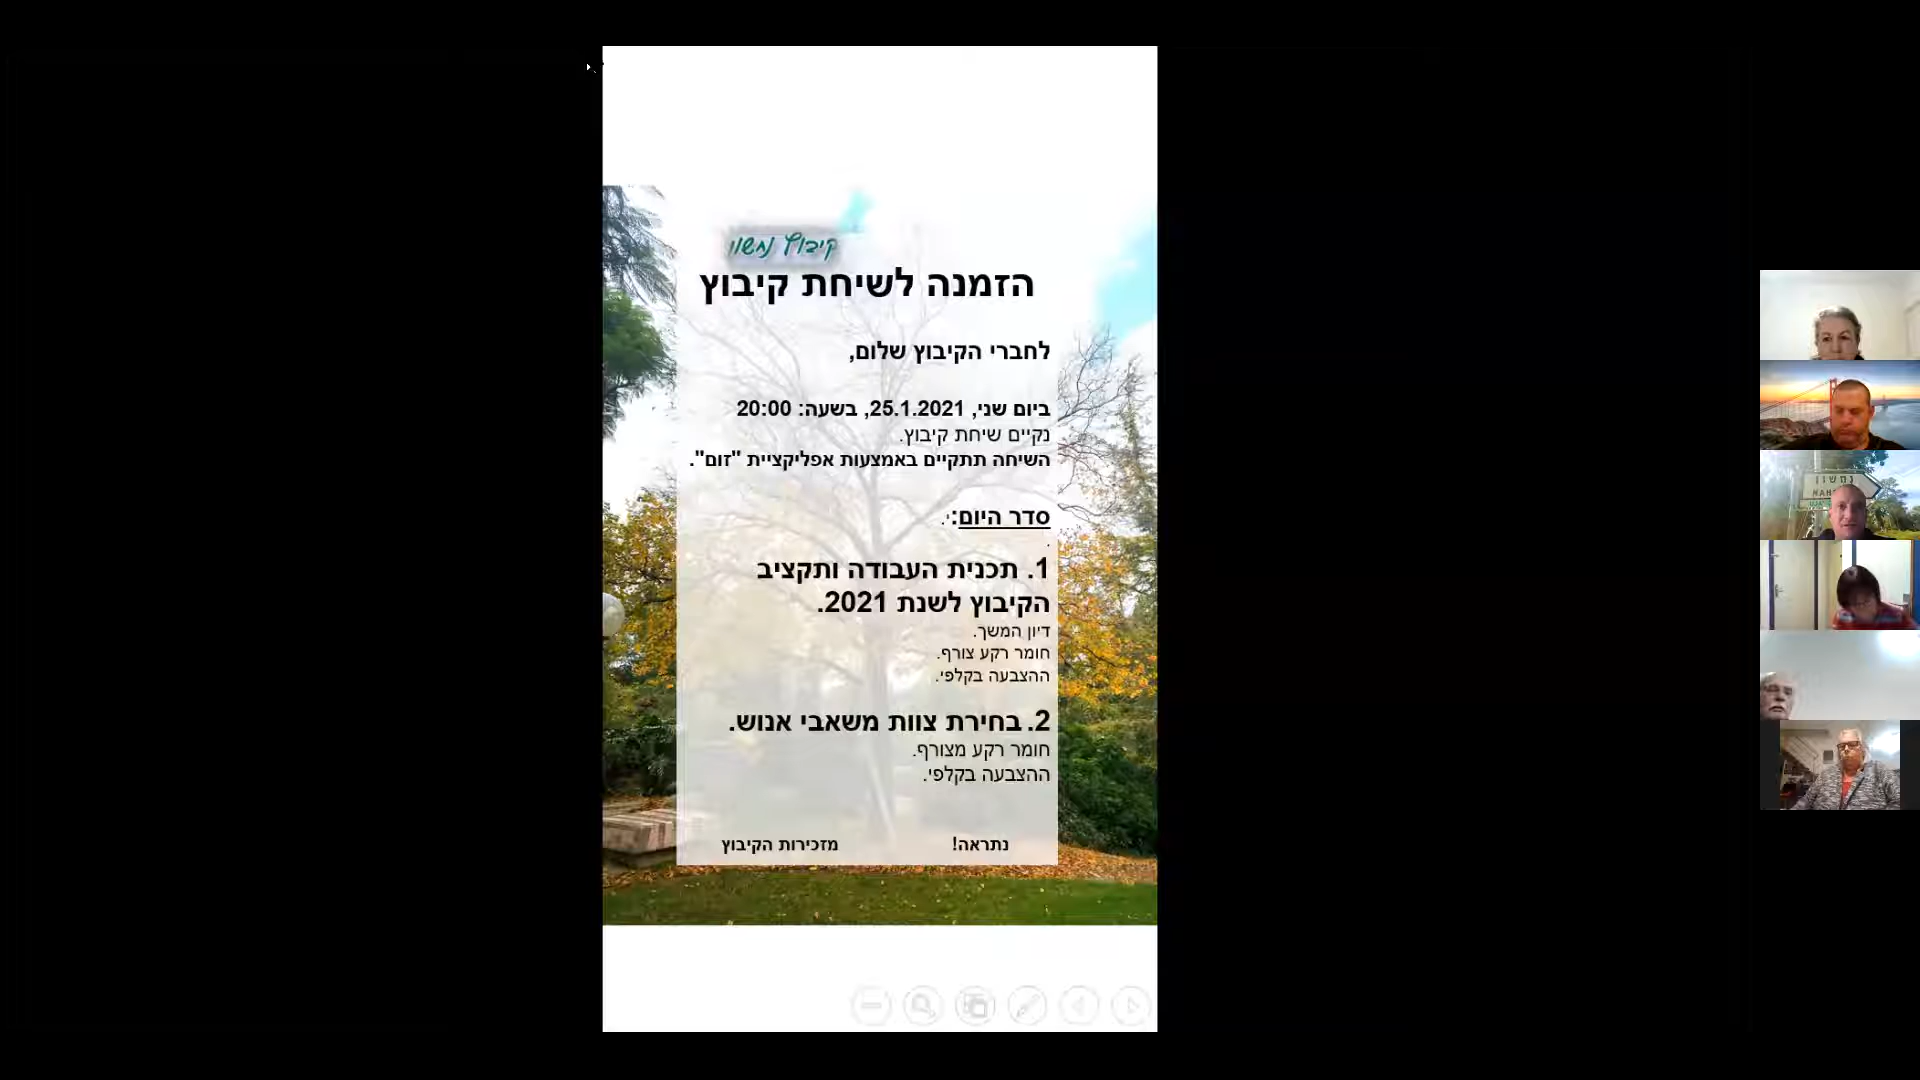 קיבוץ נחשון
הזמנה לשיחת קיבוץ
לחברי הקיבוץ שלום,
ביום שני, 25.1.2021, בשעה: 20:00
נקיים שיחת קיבוץ.
השיחה תתקיים באמצעות אפליקציית "זום".
סדר היום:
1. תכנית העבודה ותקציב
הקיבוץ לשנת 2021.
דיון המשך.
חומר רקע צורף.
ההצבעה בקלפי.
2. בחירת צוות משאבי אנוש.
חומר רקע מצורף.
ההצבעה בקלפי.
נתראה! מזכירות הקיבוץ
נחשון